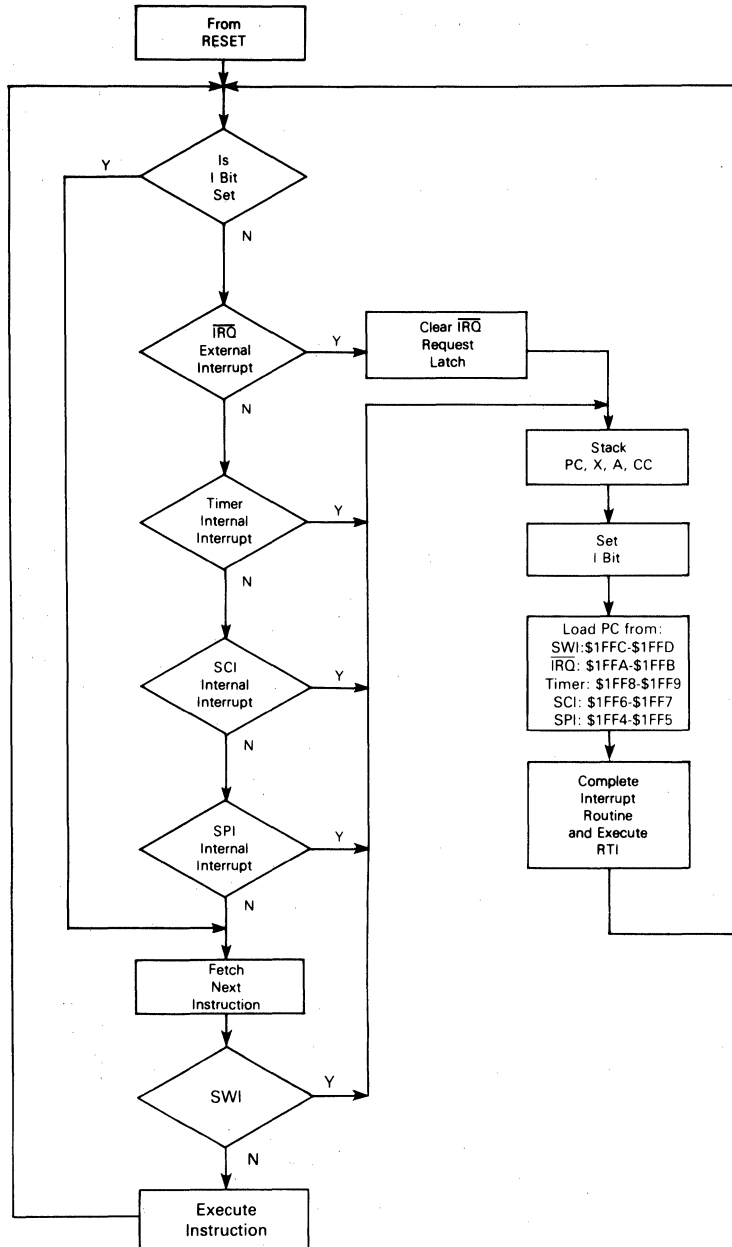 From
RESET
Y
Is
I Bit
Set
N
IRQ
External
Interrupt
Y
Clear IRQ
Request
Latch
N
Stack
PC, X, A, CC
Timer
Internal
Interrupt
Y
N
Set
I Bit
Load PC from:
SWI:$1FFC-$1FFD
IRQ: $1FFA-$1FFB
Timer: $1FF8-$1FF9
SCI: $1FF6-$1FF7
SPI: $1FF4-$1FF5
SCI
Internal
Interrupt
Y
N
Complete
Interrupt
Routine
and Execute
RTI
SPI
Internal
Interrupt
Y
N
Fetch
Next
Instruction
SWI
Y
N
Execute
Instruction